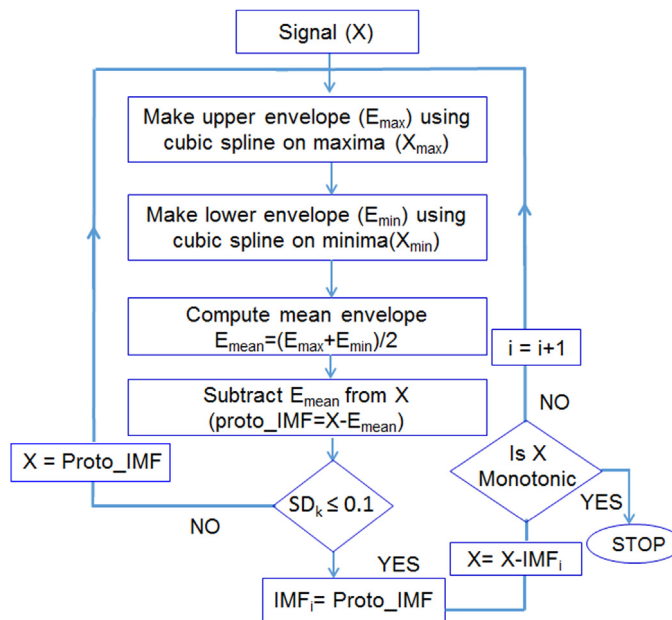 Signal (X)
Make upper envelope (Eₘₐₓ) using
cubic spline on maxima (Xₘₐₓ)
Make lower envelope (Eₘᵢₙ) using
cubic spline on minima(Xₘᵢₙ)
Compute mean envelope
Eₘₑₐₙ=(Eₘₐₓ+Eₘᵢₙ)/2
Subtract Eₘₑₐₙ from X
(proto_IMF=X-Eₘₑₐₙ)
X = Proto_IMF
SDₖ ≤ 0.1
NO
YES
IMFᵢ= Proto_IMF
X= X-IMFᵢ
Is X
Monotonic
YES
STOP
NO
i = i+1